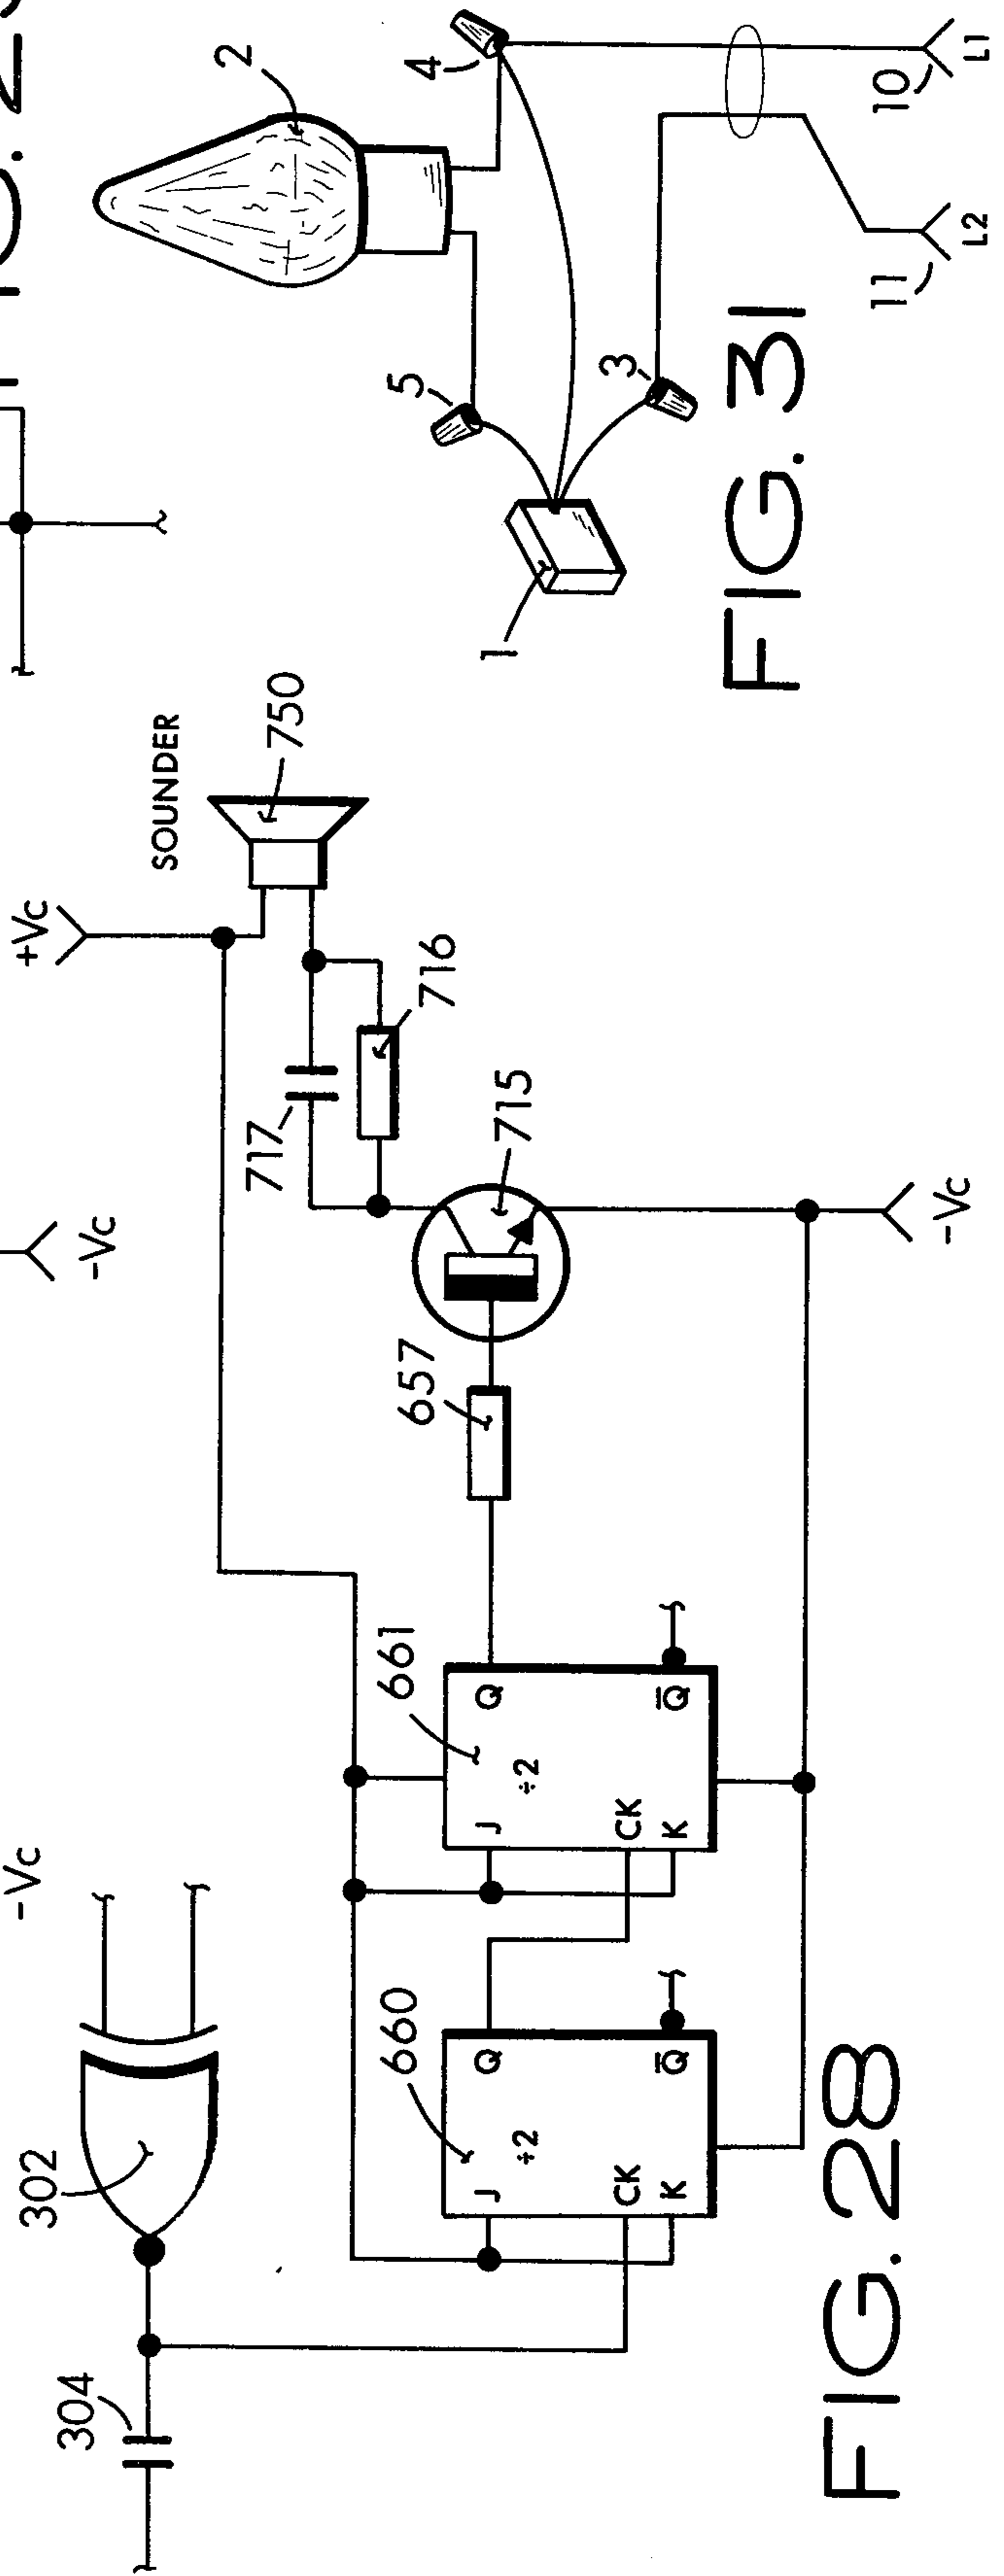 -Vc
302
304
660
J
Q
÷2
CK
K
Q̅
661
J
Q
÷2
CK
K
Q̅
657
715
717
716
+Vc
SOUNDER
750
-Vc
-Vc
FIG. 28
1
2
3
4
5
10
11
L1
L2
FIG. 31